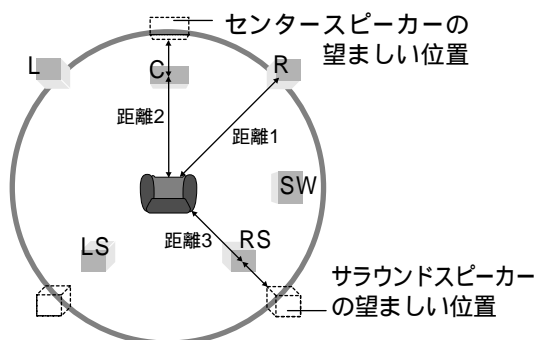 センタースピーカーの
望ましい位置
L
C
R
距離2
距離1
SW
LS
距離3
RS
サラウンドスピーカー
の望ましい位置